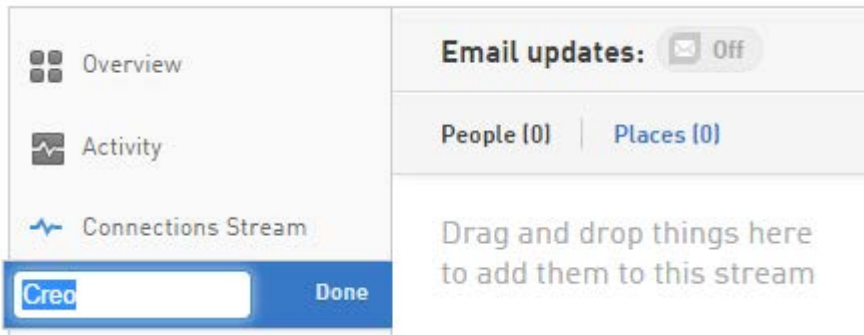 Overview
Activity
Connections Stream
Creo Done
Email updates: Off
People (0) Places (0)
Drag and drop things here
to add them to this stream